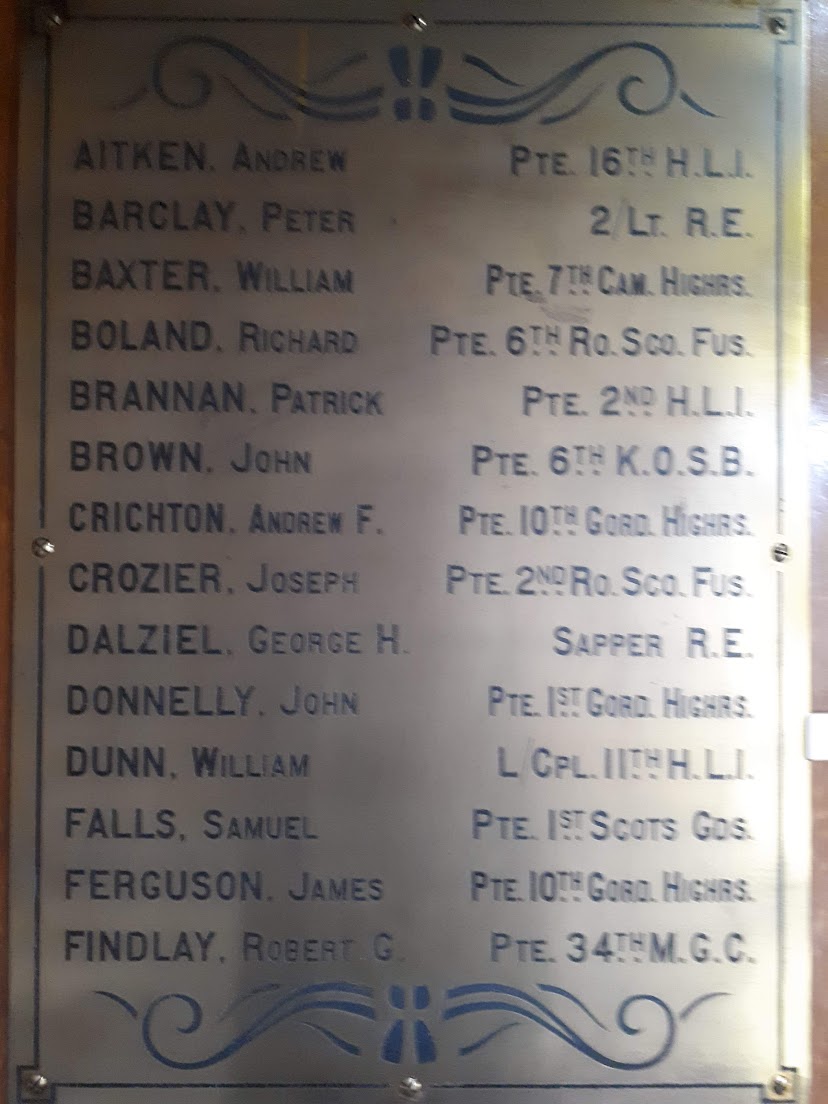 AITKEN, ANDREW PTE. 16TH H.L.I.
BARCLAY, PETER 2/LT. R.E.
BAXTER, WILLIAM PTE. 7TH CAM. HIGHRS.
BOLAND, RICHARD PTE. 6TH RO. SCO. FUS.
BRANNAN, PATRICK PTE. 2ND H.L.I.
BROWN, JOHN PTE. 6TH K.O.S.B.
CRICHTON, ANDREW F. PTE. 10TH GORD. HIGHRS.
CROZIER, JOSEPH PTE. 2ND RO. SCO. FUS.
DALZIEL, GEORGE H. SAPPER R.E.
DONNELLY, JOHN PTE. 1ST GORD. HIGHRS.
DUNN, WILLIAM L/CPL. 11TH H.L.I.
FALLS, SAMUEL PTE. 1ST SCOTS GDS.
FERGUSON, JAMES PTE. 10TH GORD. HIGHRS.
FINDLAY, ROBERT G. PTE. 34TH M.G.C.